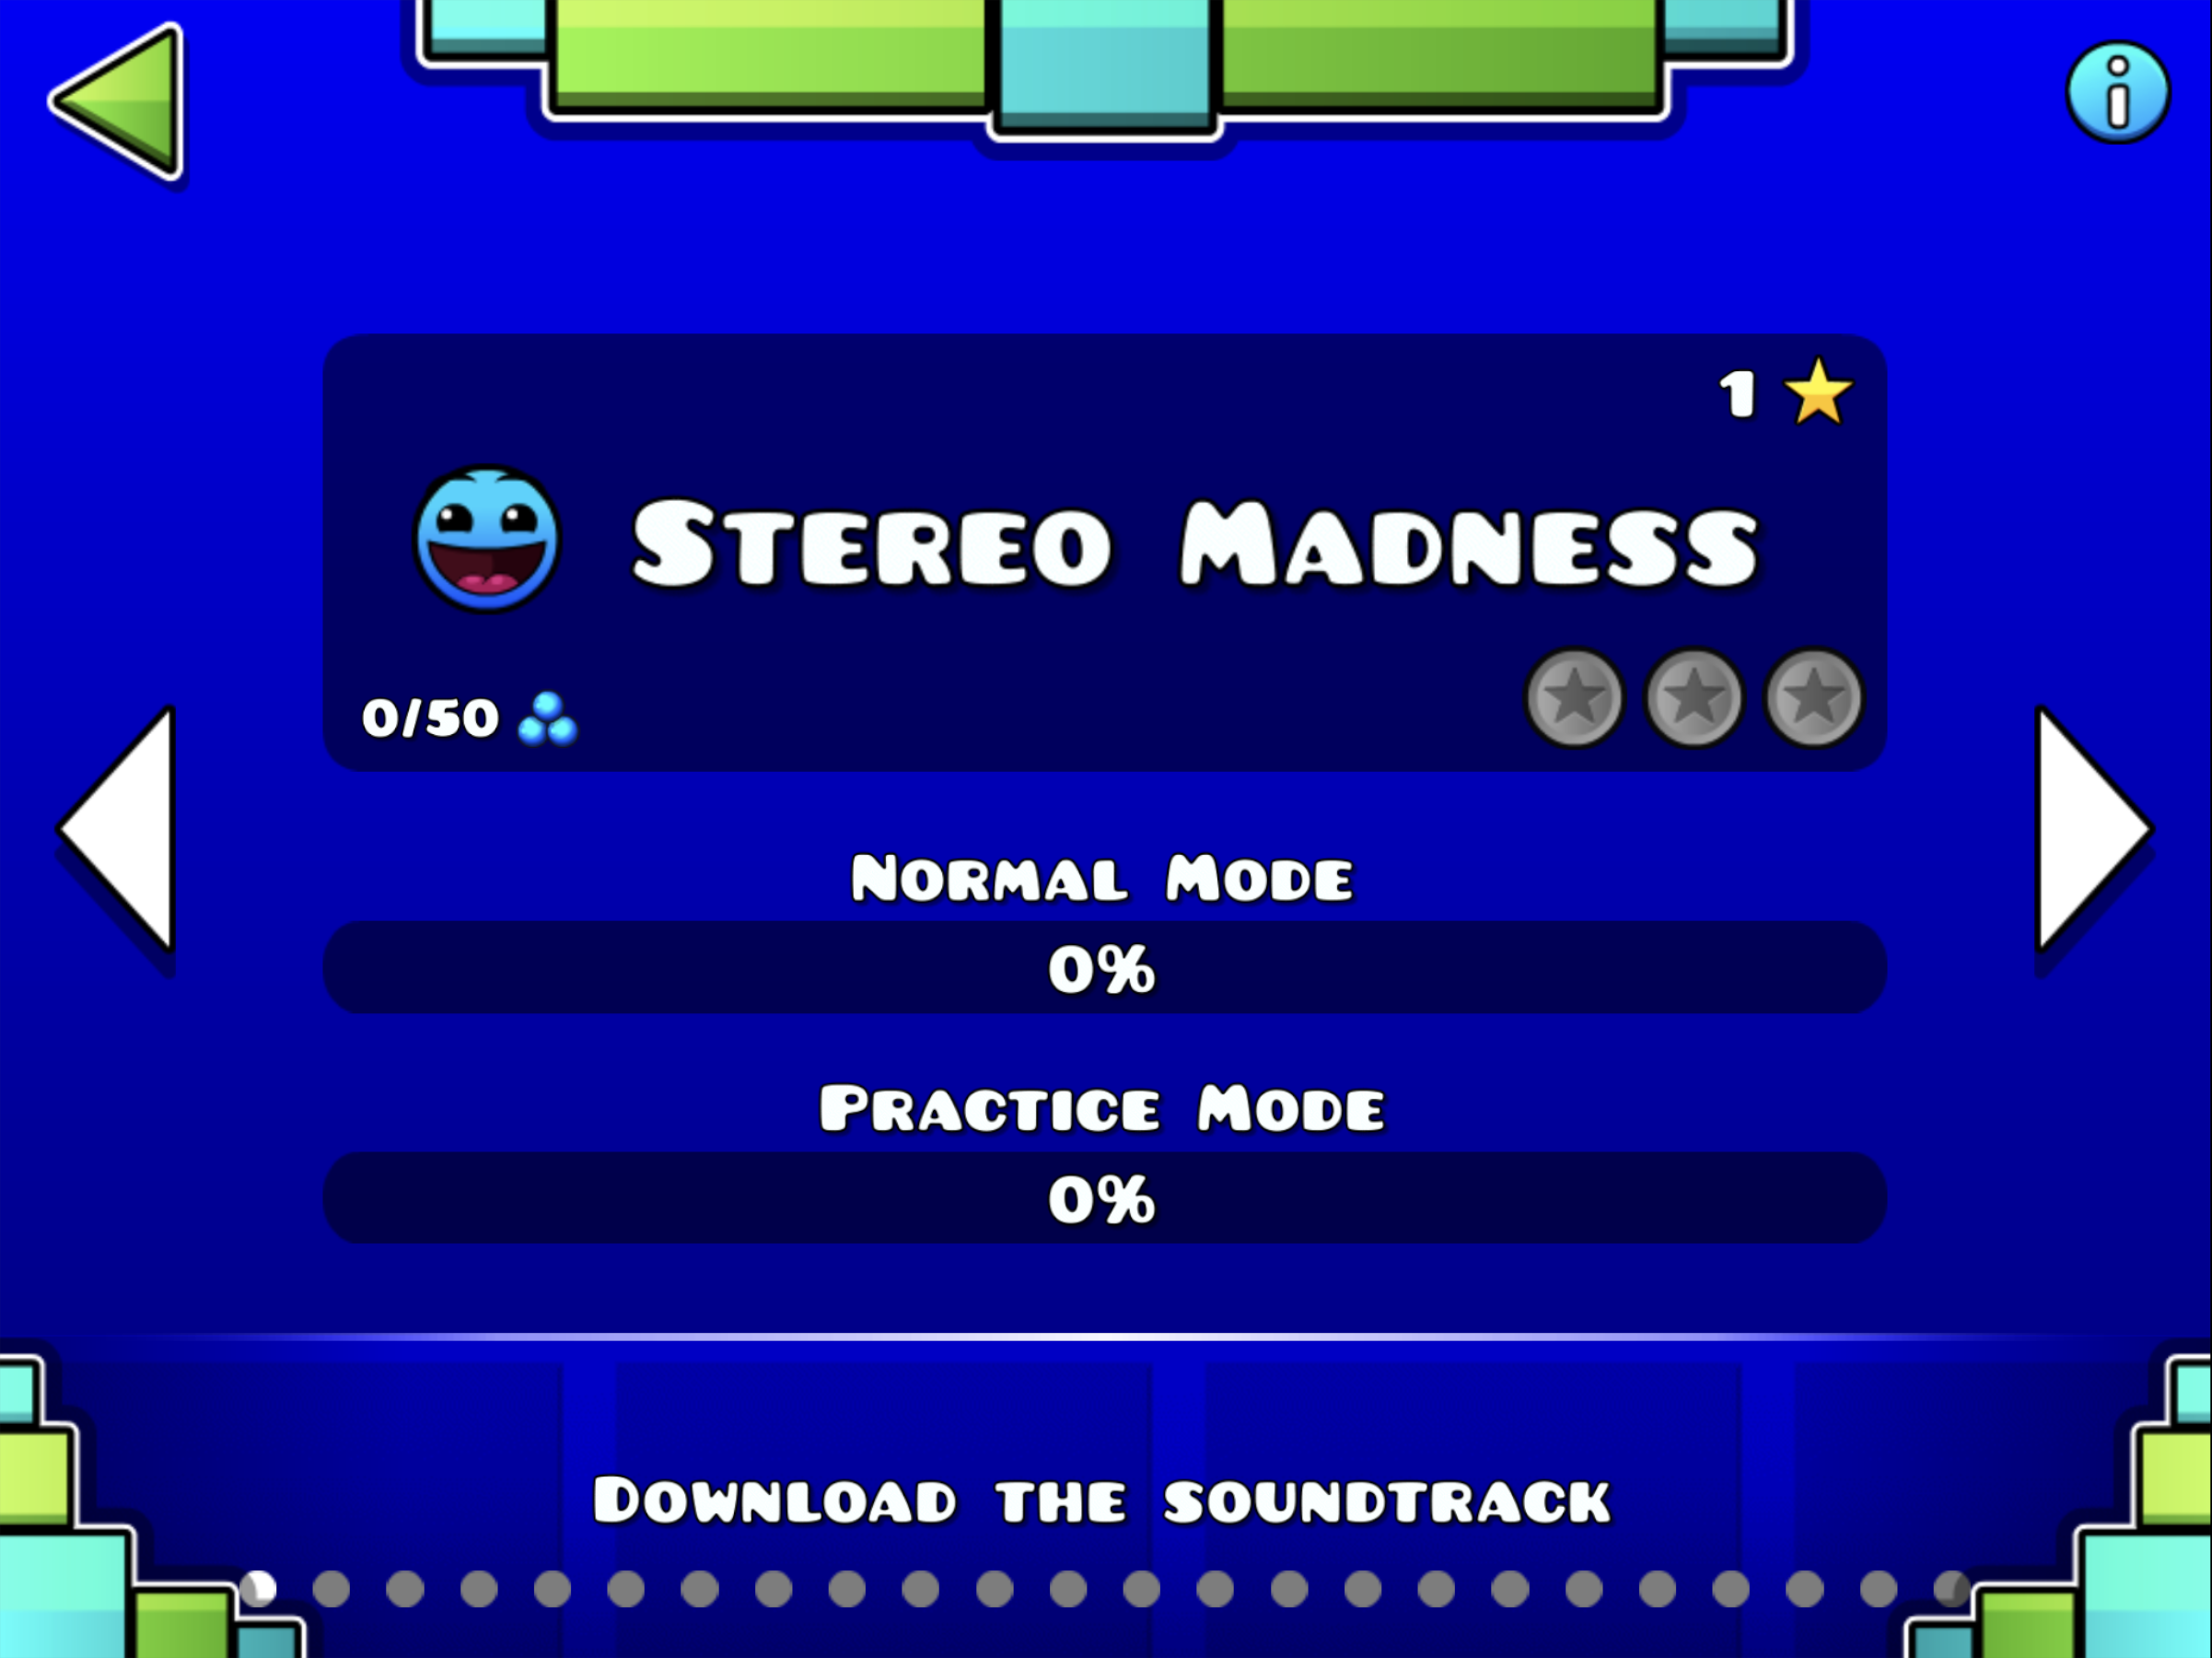 1
Stereo Madness
0/50
Normal Mode
0%
Practice Mode
0%
Download the soundtrack